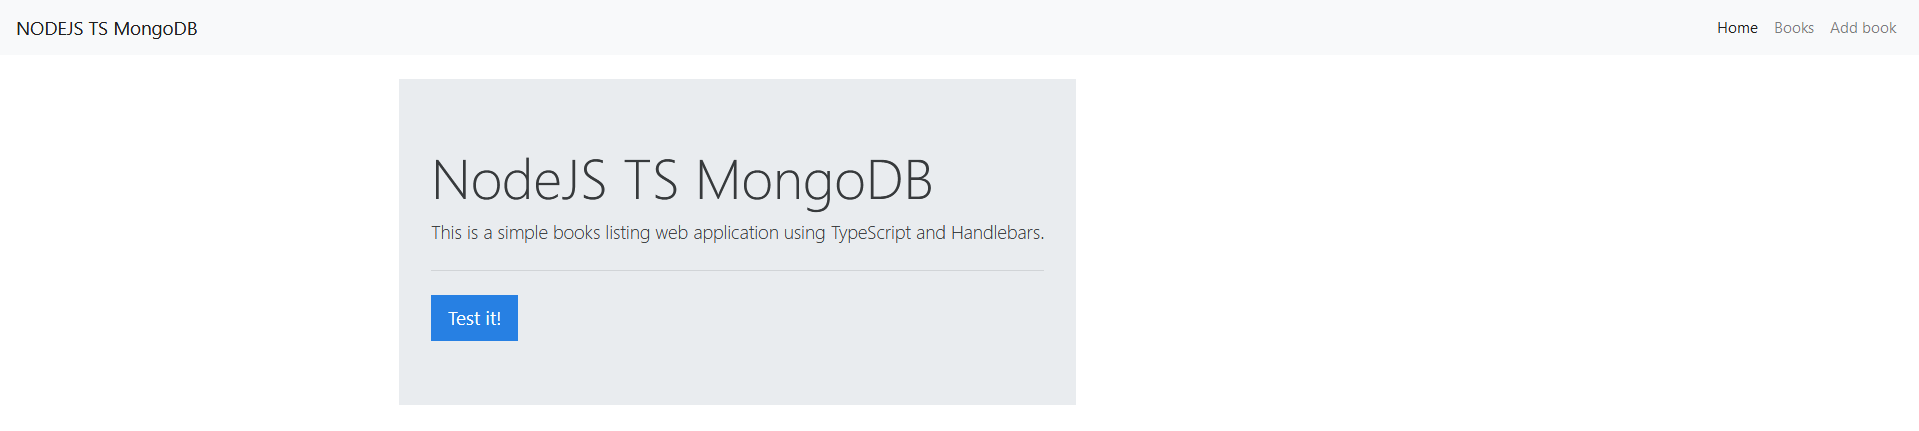 NODEJS TS MongoDB
Home Books Add book
NodeJS TS MongoDB
This is a simple books listing web application using TypeScript and Handlebars.
Test it!